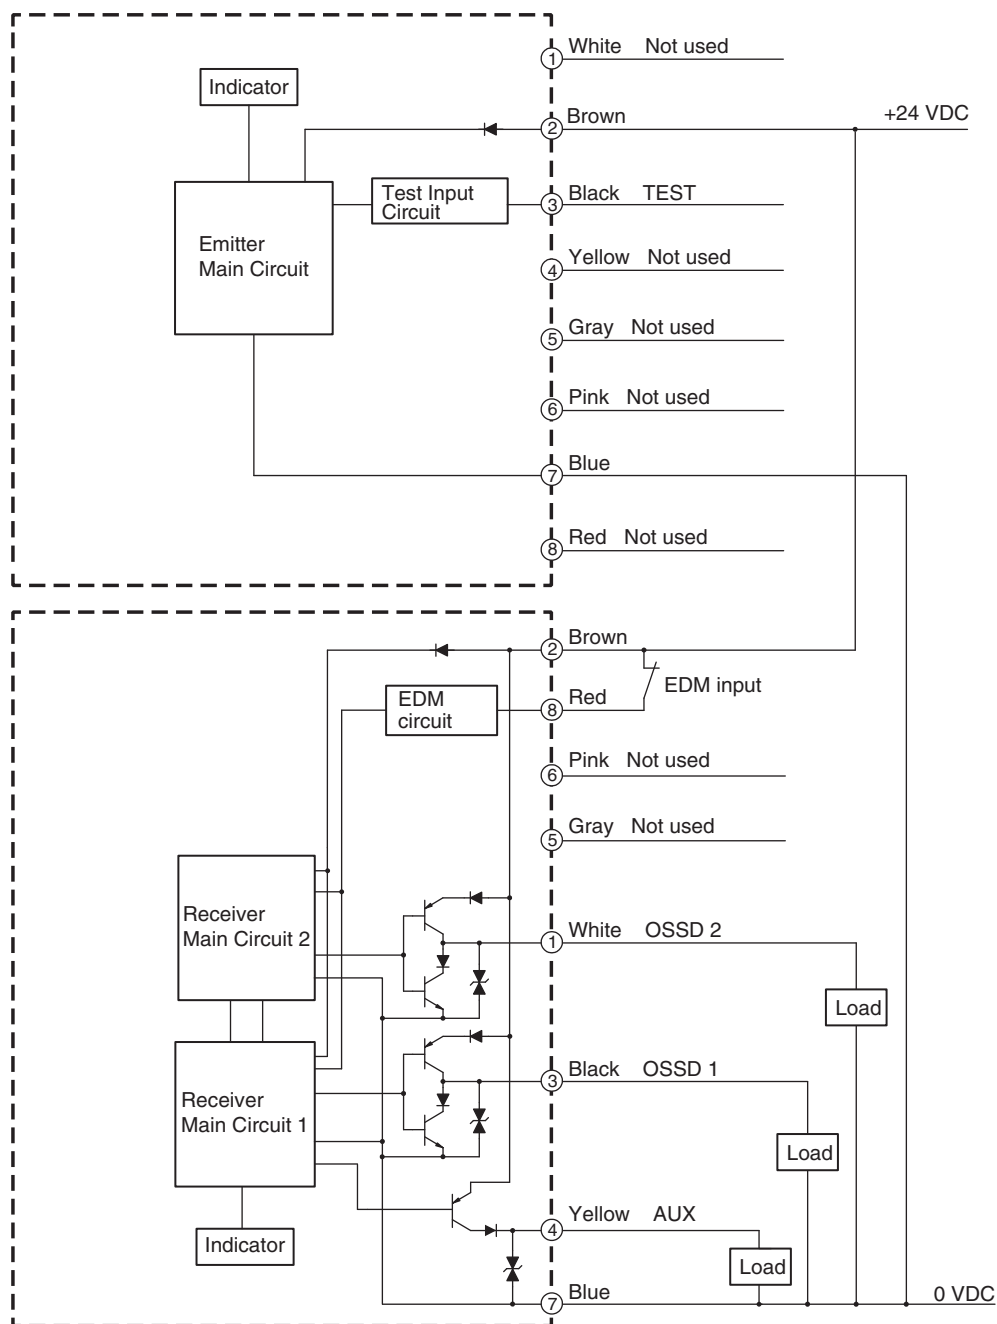 1 White Not used
Indicator
2 Brown +24 VDC
3 Black TEST
Test Input
Circuit
4 Yellow Not used
Emitter
Main Circuit
5 Gray Not used
6 Pink Not used
7 Blue
8 Red Not used
2 Brown
EDM input
EDM
circuit
8 Red
6 Pink Not used
5 Gray Not used
Receiver
Main Circuit 2
1 White OSSD 2
Load
3 Black OSSD 1
Receiver
Main Circuit 1
Load
4 Yellow AUX
Indicator
Load
7 Blue 0 VDC